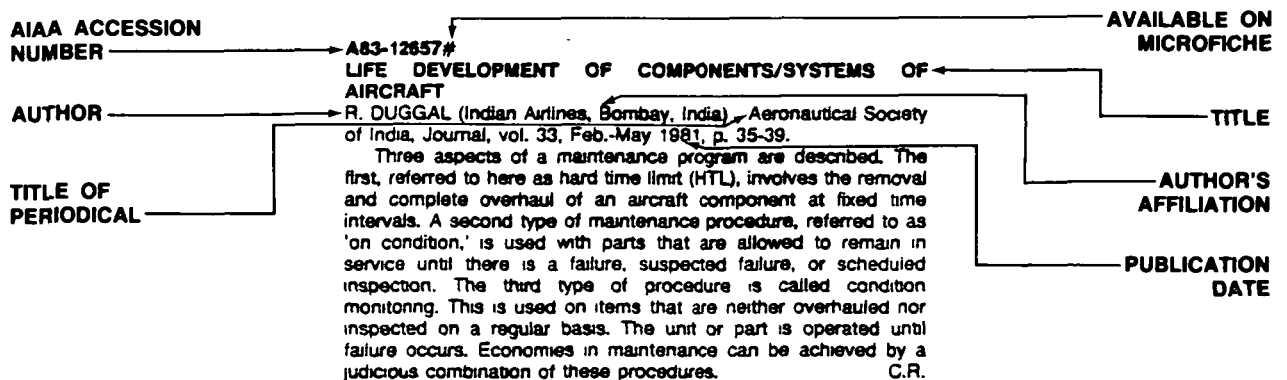 AIAA ACCESSION
NUMBER
AVAILABLE ON
MICROFICHE
A83-12657#
LIFE DEVELOPMENT OF COMPONENTS/SYSTEMS OF
AIRCRAFT
TITLE
AUTHOR
R. DUGGAL (Indian Airlines, Bombay, India) Aeronautical Society
of India, Journal, vol. 33, Feb.-May 1981, p. 35-39.
TITLE OF
PERIODICAL
AUTHOR'S
AFFILIATION
PUBLICATION
DATE
Three aspects of a maintenance program are described. The
first, referred to here as hard time limit (HTL), involves the removal
and complete overhaul of an aircraft component at fixed time
intervals. A second type of maintenance procedure, referred to as
'on condition,' is used with parts that are allowed to remain in
service until there is a failure, suspected failure, or scheduled
inspection. The third type of procedure is called condition
monitoring. This is used on items that are neither overhauled nor
inspected on a regular basis. The unit or part is operated until
failure occurs. Economies in maintenance can be achieved by a
judicious combination of these procedures. C.R.